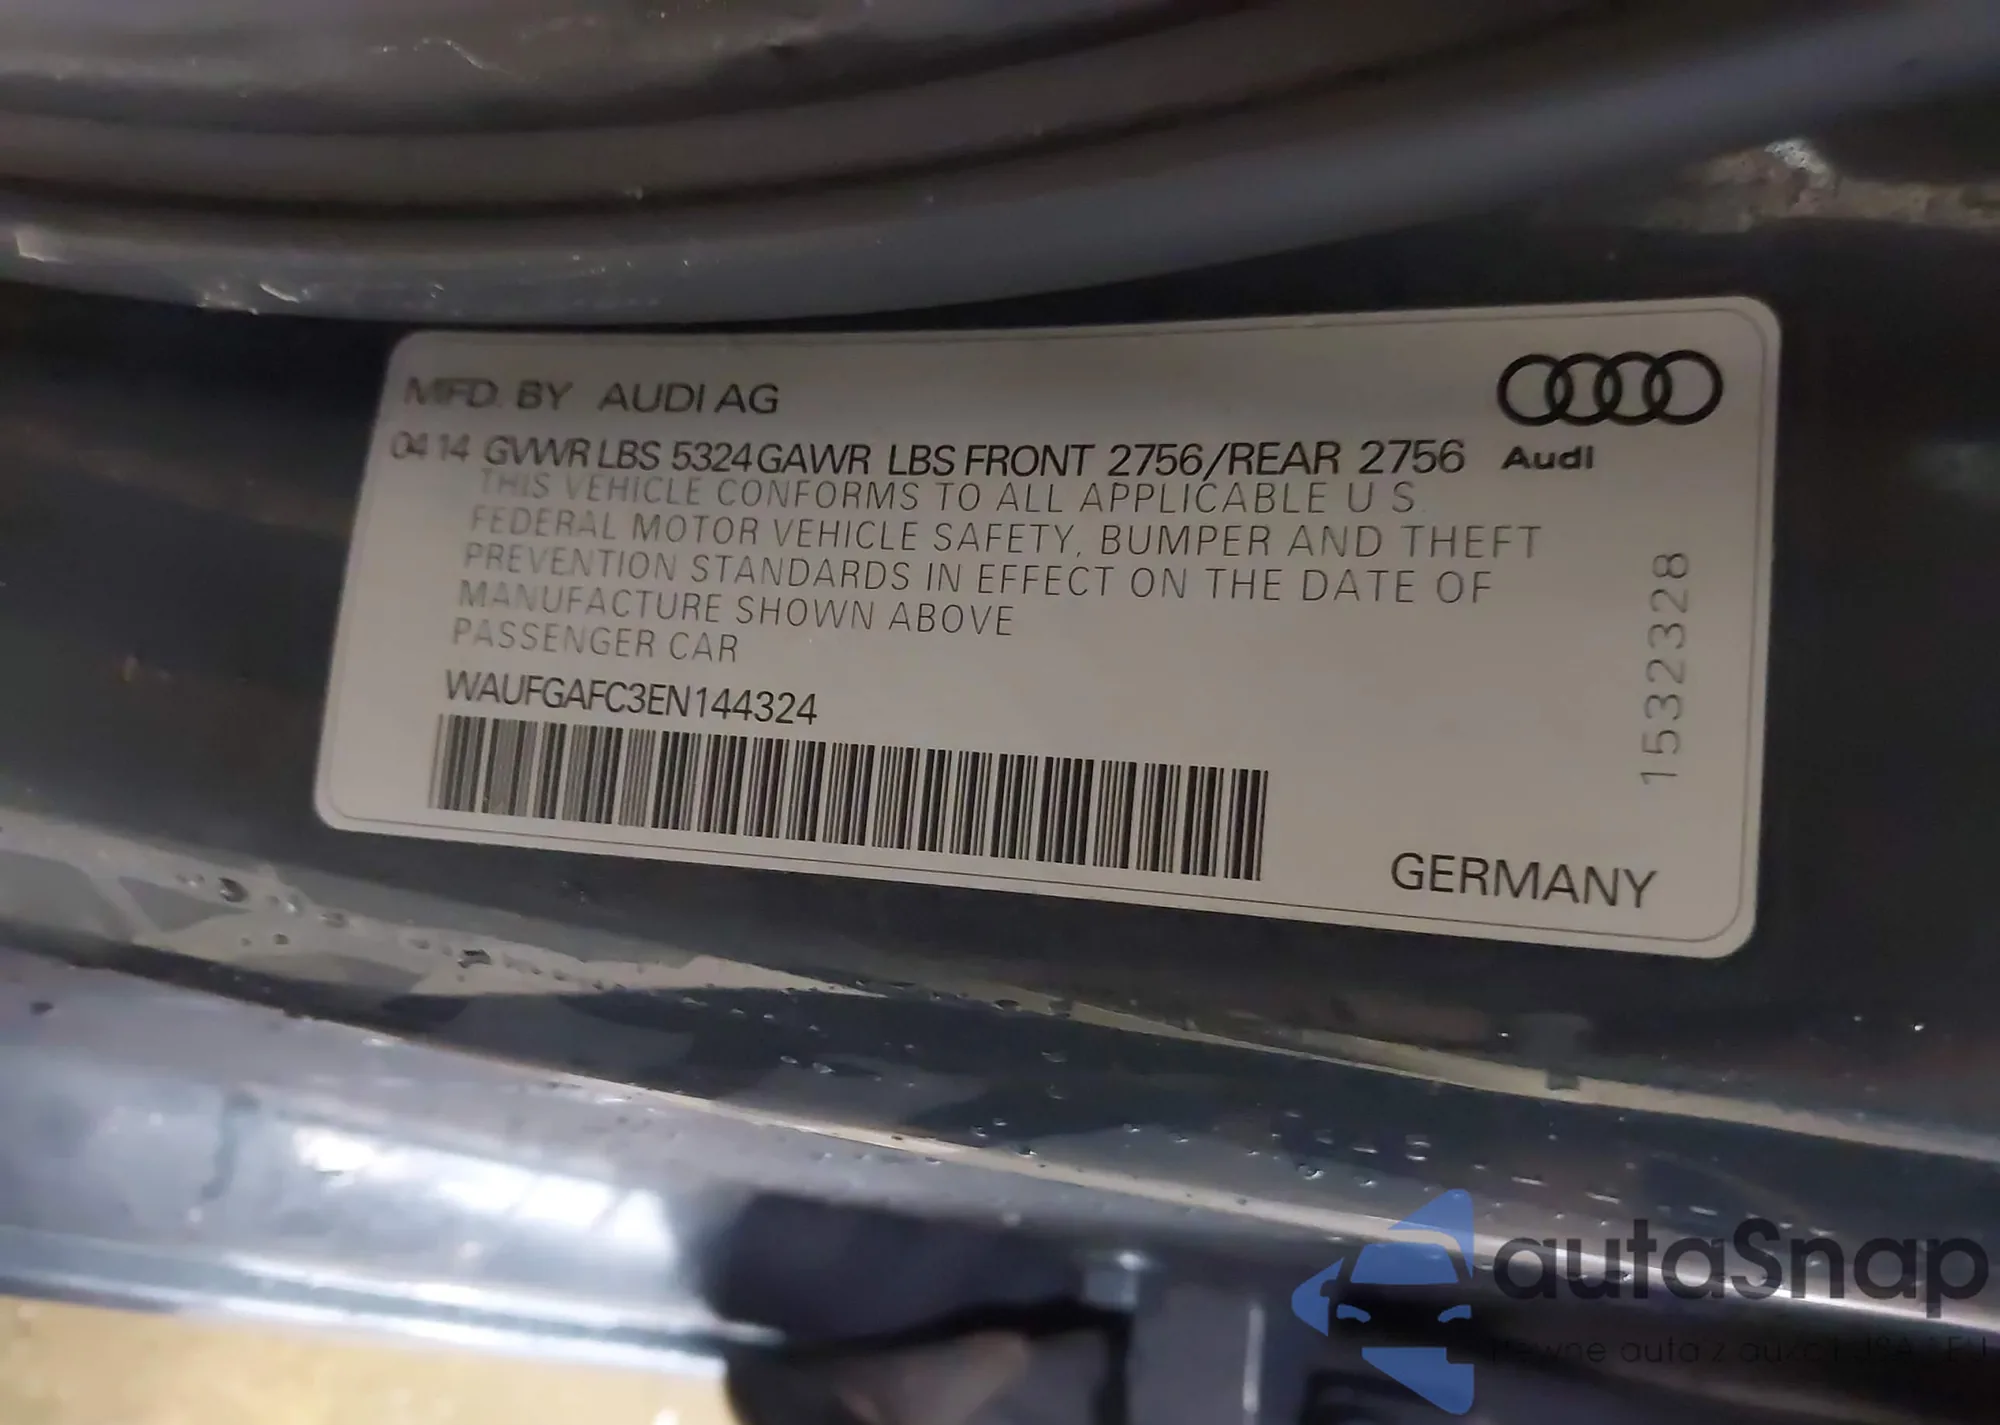 MFD. BY AUDI AG
04 14 GVWR LBS 5324 GAWR LBS FRONT 2756/REAR 2756
Audi
THIS VEHICLE CONFORMS TO ALL APPLICABLE U S
FEDERAL MOTOR VEHICLE SAFETY, BUMPER AND THEFT
PREVENTION STANDARDS IN EFFECT ON THE DATE OF
MANUFACTURE SHOWN ABOVE
PASSENGER CAR
WAUFGAFC3EN144324
1532328
GERMANY
autaSnap
auta z